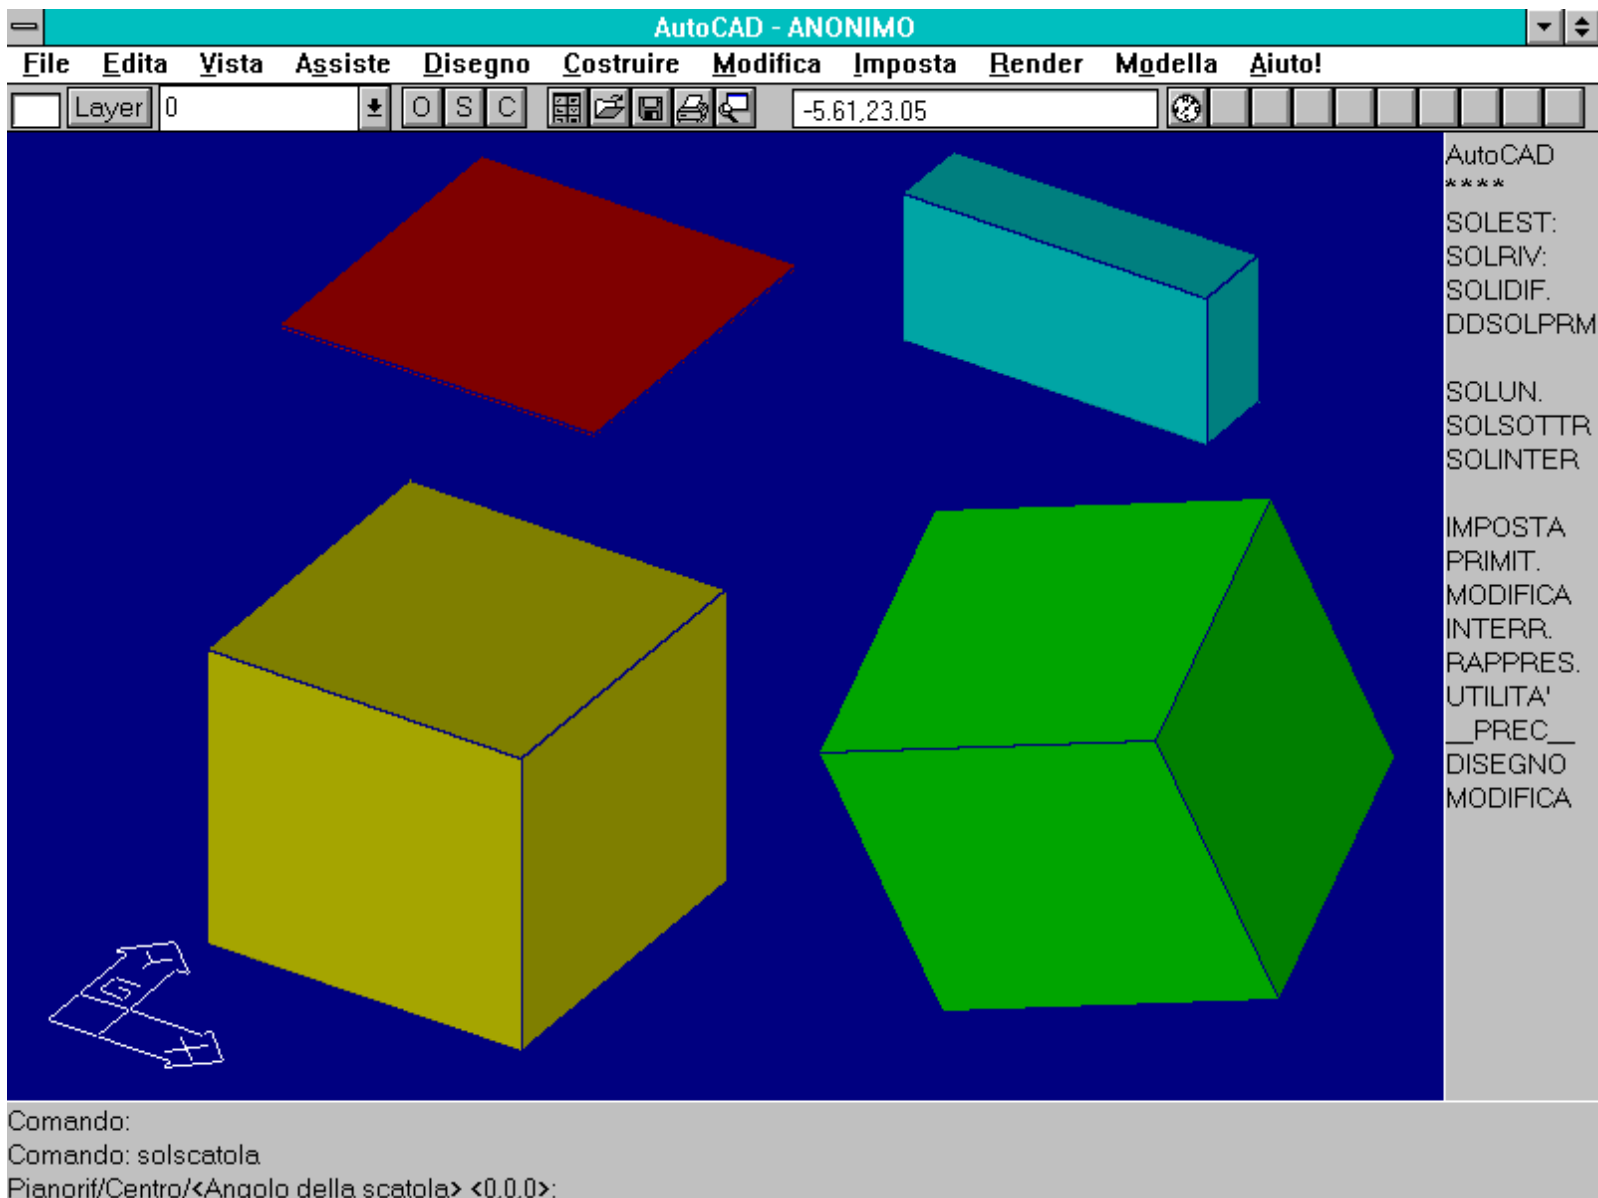 AutoCAD - ANONIMO
File Edita Vista Assiste Disegno Costruire Modifica Imposta Render Modella Aiuto!
Layer 0 O S C -5.61,23.05
AutoCAD
****
SOLEST:
SOLRIV:
SOLIDIF.
DDSOLPRM
SOLUN.
SOLSOTTR
SOLINTER
IMPOSTA
PRIMIT.
MODIFICA
INTERR.
RAPPRES.
UTILITA'
__PREC__
DISEGNO
MODIFICA
Y
G
X
Comando:
Comando: solscatola
Pianorif/Centro/<Angolo della scatola> <0,0,0>: